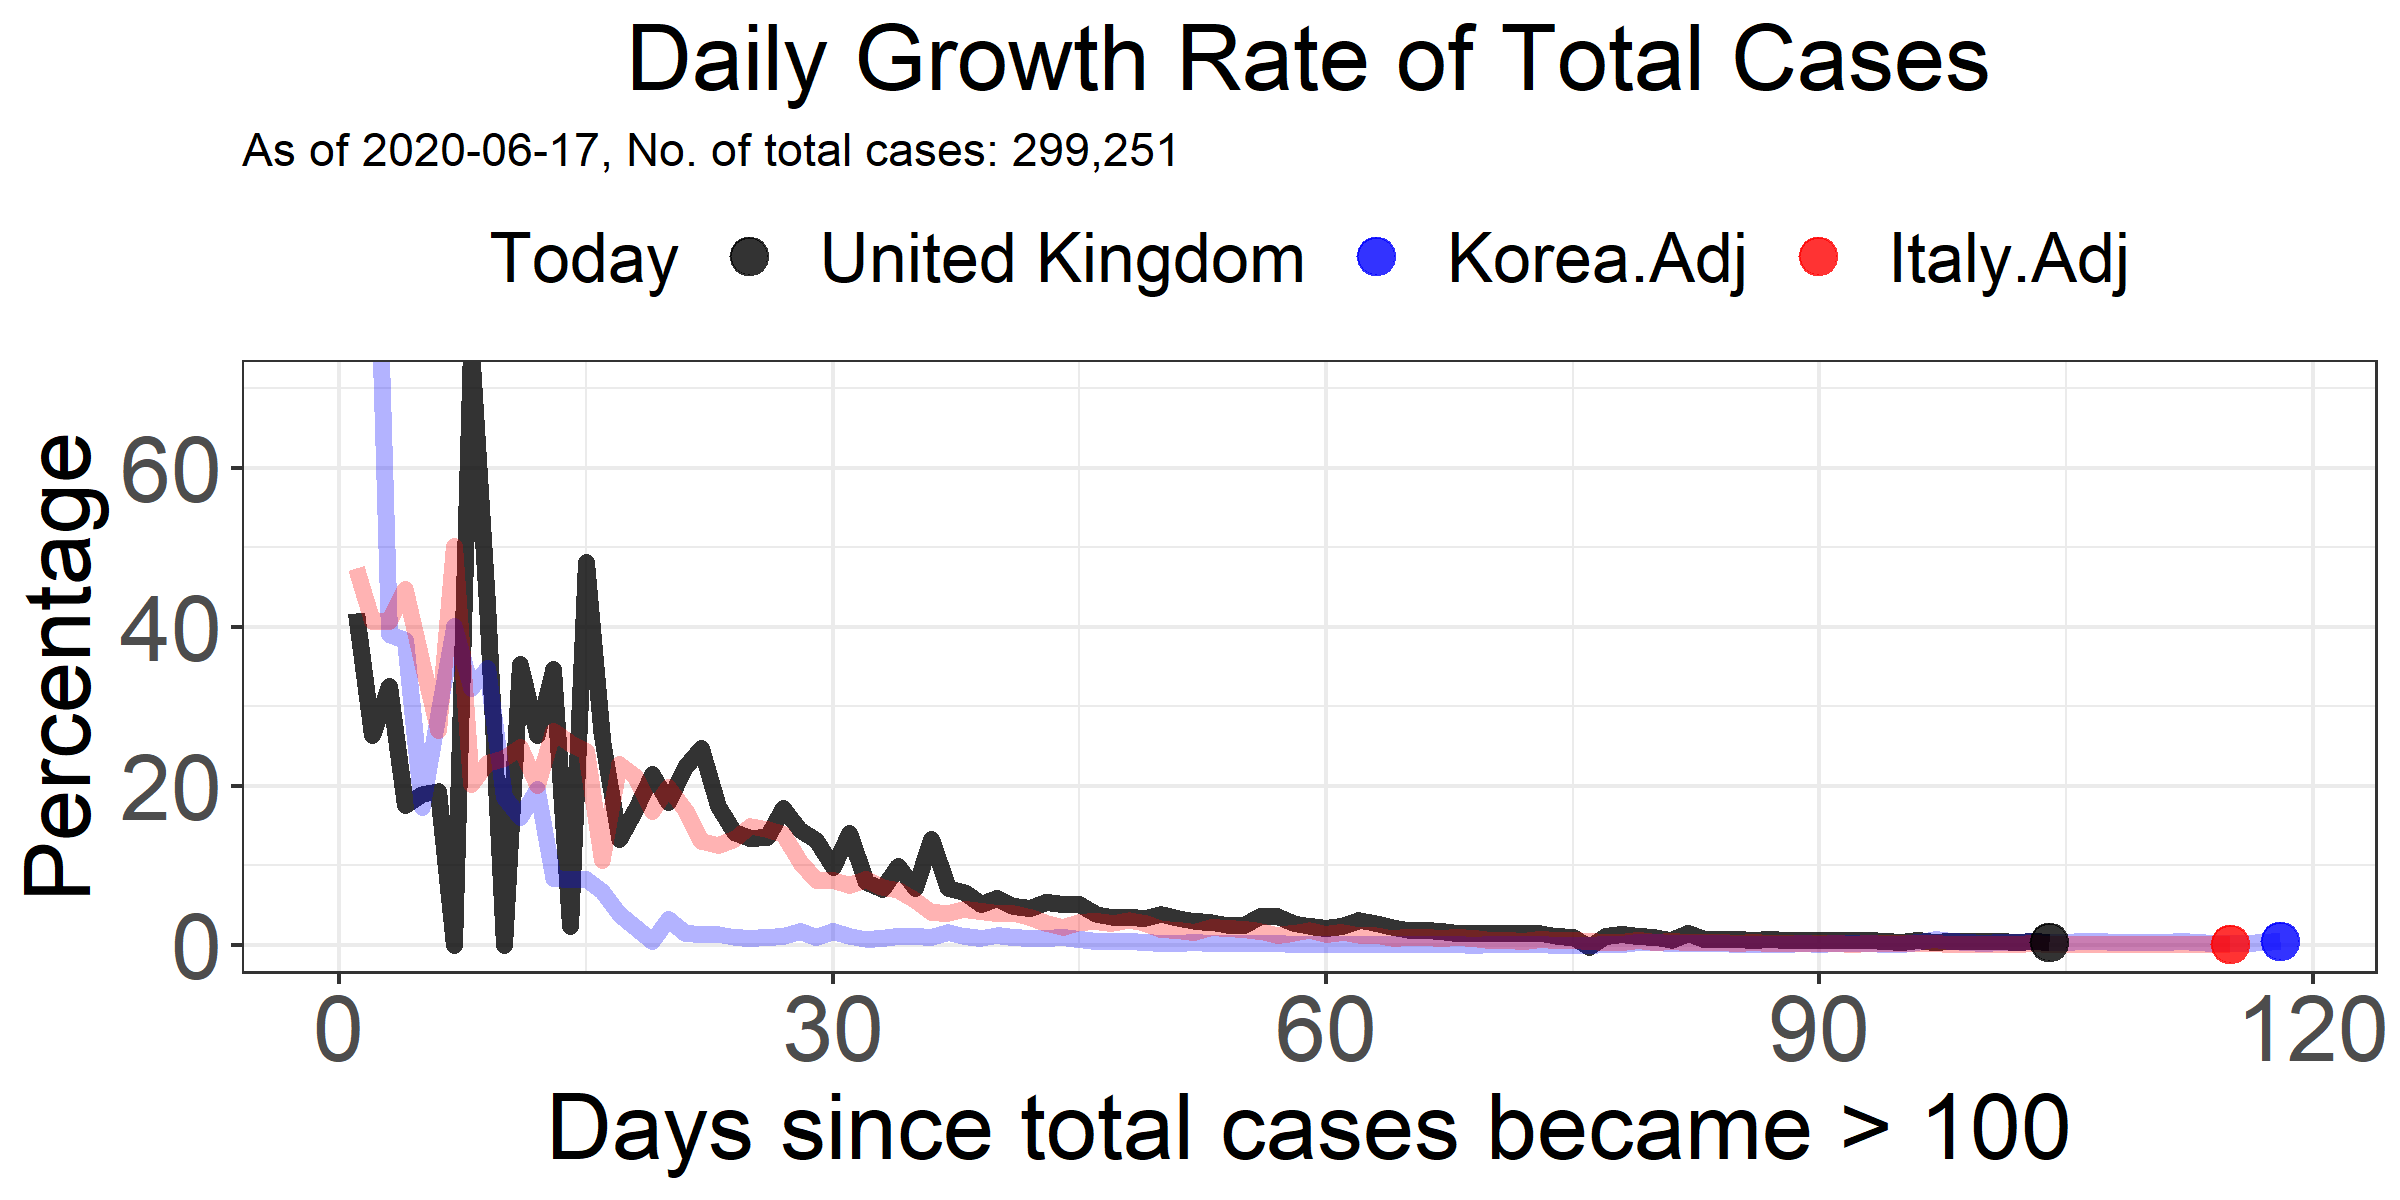 Daily Growth Rate of Total Cases
As of 2020-06-17, No. of total cases: 299,251
Today United Kingdom Korea.Adj Italy.Adj
Percentage
60
40
20
0
0 30 60 90 120
Days since total cases became > 100